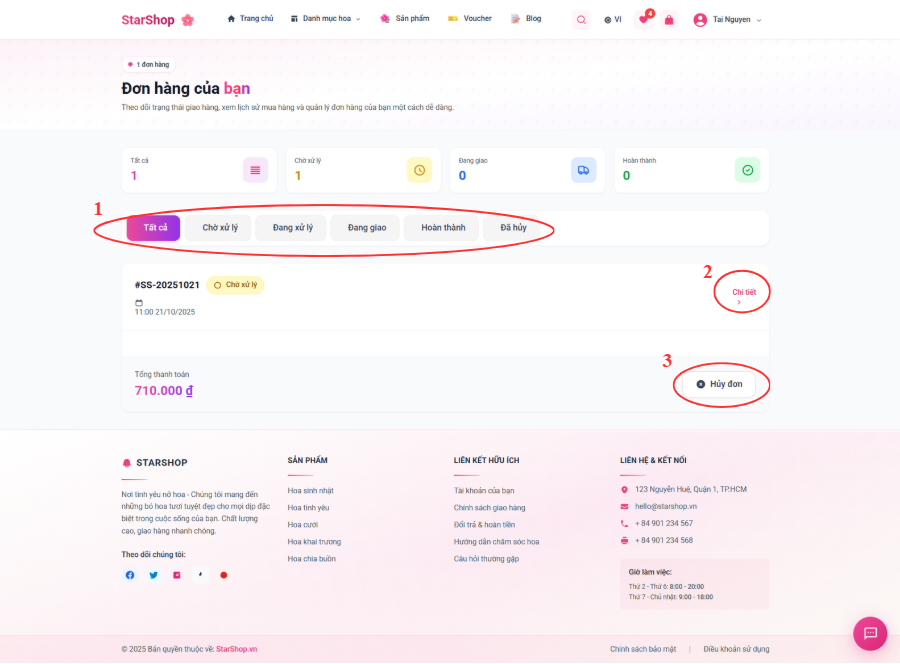 StarShop
Trang chủ
Danh mục hoa
Sản phẩm
Voucher
Blog
Ví
4
Tai Nguyen
1 đơn hàng
Đơn hàng của bạn
Theo dõi trạng thái giao hàng, xem lịch sử mua hàng và quản lý đơn hàng của bạn một cách dễ dàng.
Tất cả
1
Chờ xử lý
1
Đang giao
0
Hoàn thành
0
1
Tất cả
Chờ xử lý
Đang xử lý
Đang giao
Hoàn thành
Đã hủy
#SS-20251021
Chờ xử lý
11:00 21/10/2025
2
Chi tiết
Tổng thanh toán
710.000 ₫
3
Hủy đơn
STARSHOP
Nơi tình yêu nở hoa - Chúng tôi mang đến
những bó hoa tươi tuyệt đẹp cho mọi dịp đặc
biệt trong cuộc sống của bạn. Chất lượng
cao, giao hàng nhanh chóng.
Theo dõi chúng tôi:
SẢN PHẨM
Hoa sinh nhật
Hoa tình yêu
Hoa cưới
Hoa khai trương
Hoa chia buồn
LIÊN KẾT HỮU ÍCH
Tài khoản của bạn
Chính sách giao hàng
Đổi trả & hoàn tiền
Hướng dẫn chăm sóc hoa
Câu hỏi thường gặp
LIÊN HỆ & KẾT NỐI
123 Nguyễn Huệ, Quận 1, TP.HCM
hello@starshop.vn
+ 84 901 234 567
+ 84 901 234 568
Giờ làm việc:
Thứ 2 - Thứ 6: 8:00 - 20:00
Thứ 7 - Chủ nhật: 9:00 - 18:00
© 2025 Bản quyền thuộc về: StarShop.vn
Chính sách bảo mật | Điều khoản sử dụng